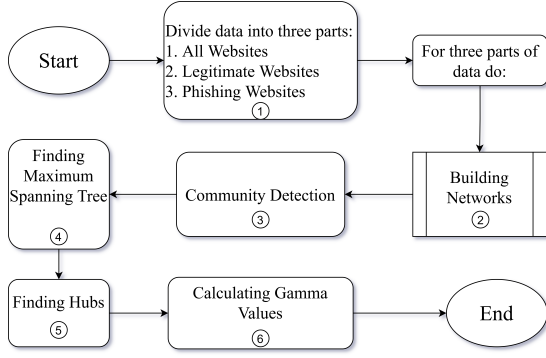 Start
Divide data into three parts:
1. All Websites
2. Legitimate Websites
3. Phishing Websites
1
For three parts of
data do:
Building
Networks
2
Community Detection
3
Finding
Maximum
Spanning Tree
4
Finding Hubs
5
Calculating Gamma
Values
6
End